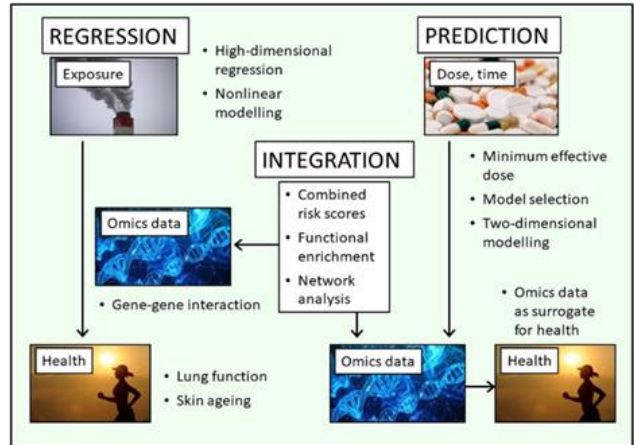 REGRESSION
Exposure
• High-dimensional
regression
• Nonlinear
modelling
PREDICTION
Dose, time
• Minimum effective
dose
• Model selection
• Two-dimensional
modelling
INTEGRATION
• Combined
risk scores
• Functional
enrichment
• Network
analysis
Omics data
• Gene-gene interaction
Health
• Lung function
• Skin ageing
Omics data
• Omics data
as surrogate
for health
Health